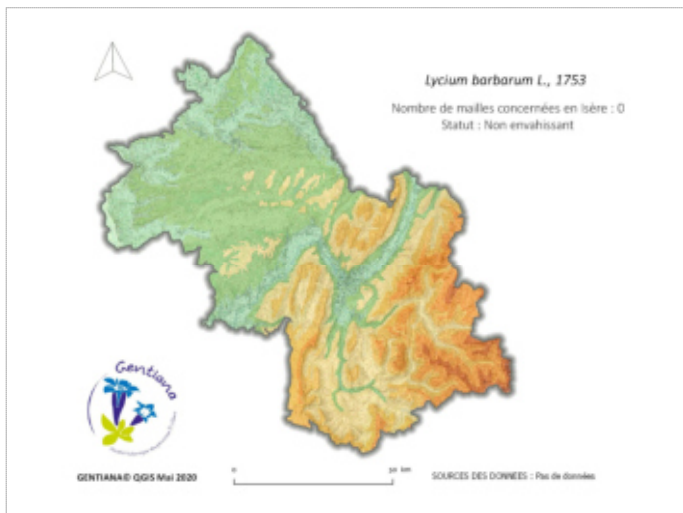 Lycium barbarum L., 1753
Nombre de mailles concernées en Isère : 0
Statut : Non envahissant
Gentiana
GENTIANA© QGIS Mai 2020
0
km
SOURCES DES DONNEES : Pas de données